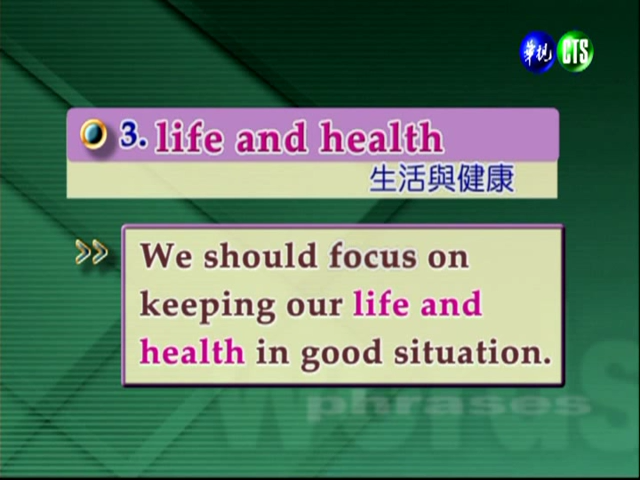 華視 CTS
3. life and health
生活與健康
We should focus on
keeping our life and
health in good situation.
phrases
words